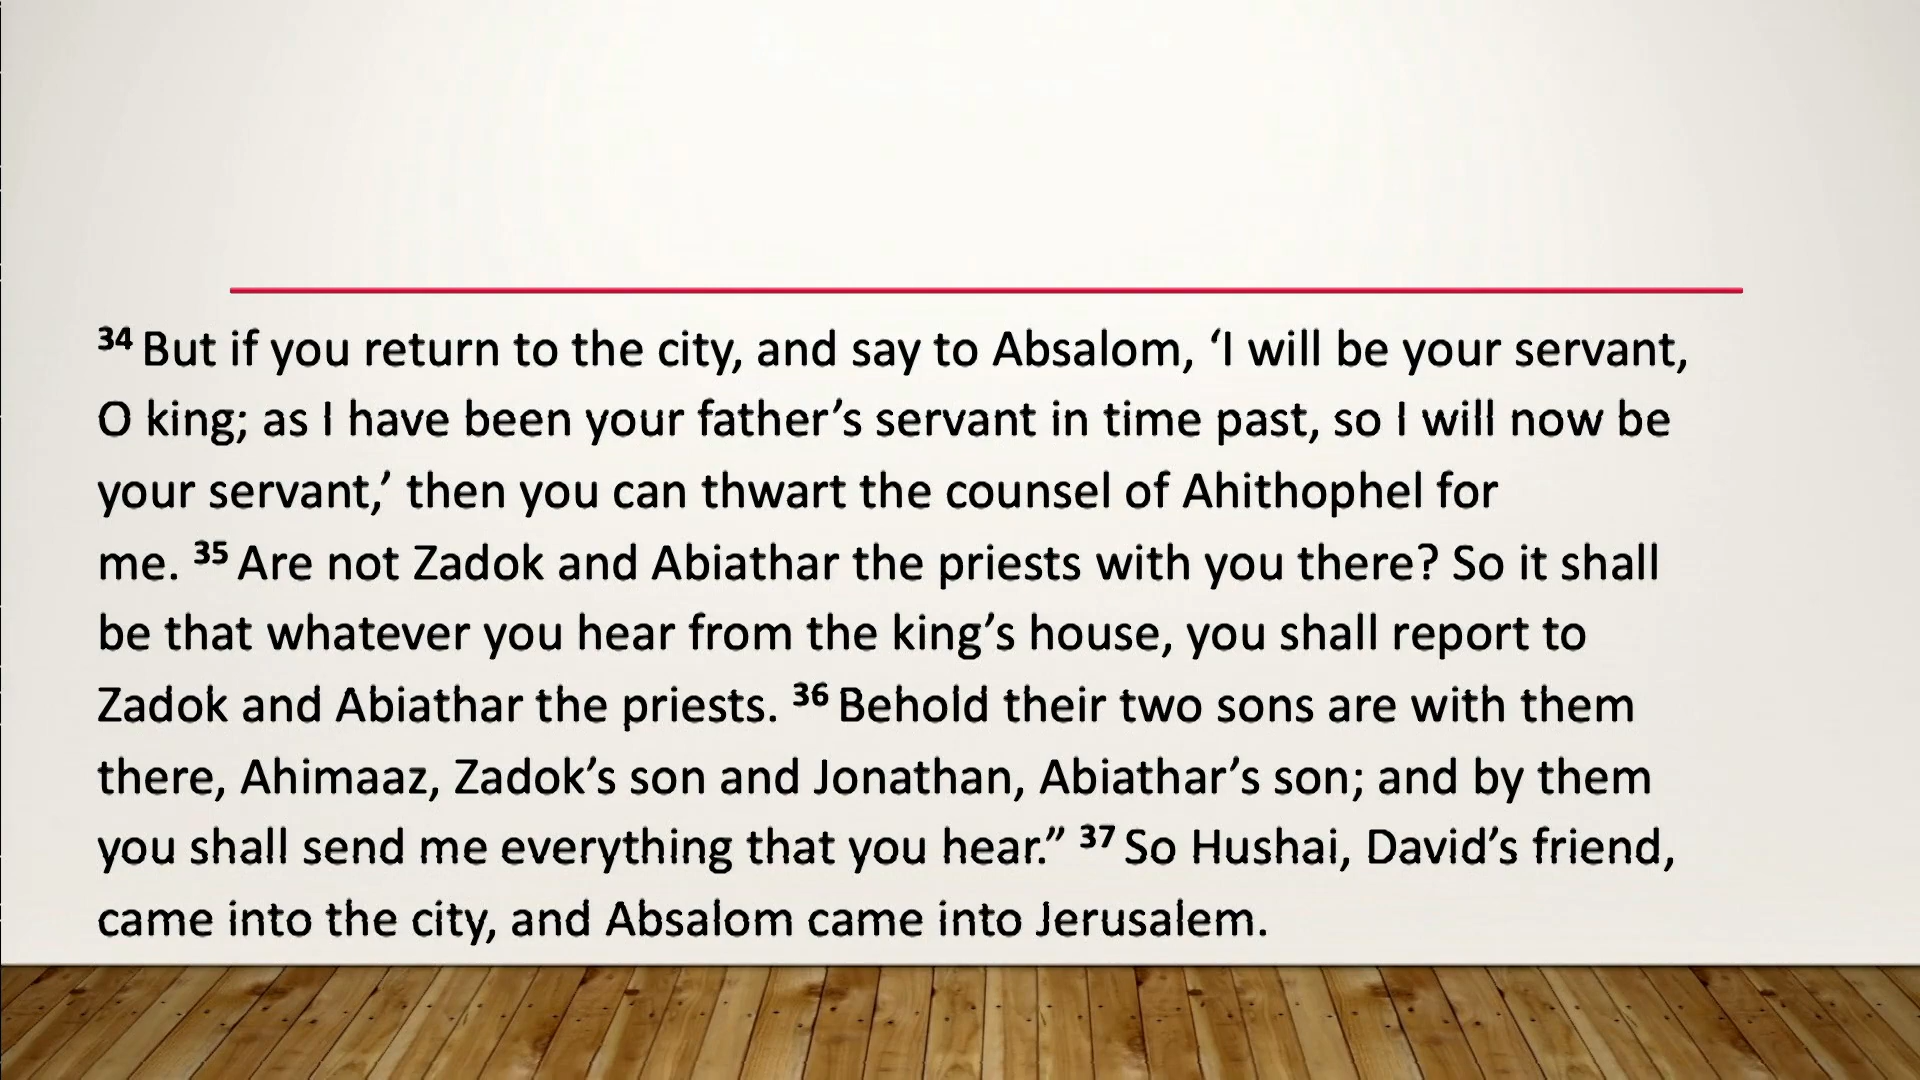 34 But if you return to the city, and say to Absalom, ‘I will be your servant,
O king; as I have been your father’s servant in time past, so I will now be
your servant,’ then you can thwart the counsel of Ahithophel for
me. 35 Are not Zadok and Abiathar the priests with you there? So it shall
be that whatever you hear from the king’s house, you shall report to
Zadok and Abiathar the priests. 36 Behold their two sons are with them
there, Ahimaaz, Zadok’s son and Jonathan, Abiathar’s son; and by them
you shall send me everything that you hear.” 37 So Hushai, David’s friend,
came into the city, and Absalom came into Jerusalem.